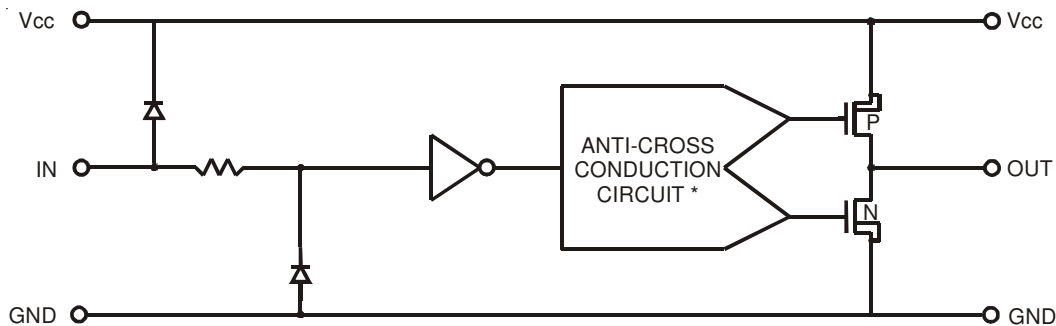 Vcc
Vcc
P
ANTI-CROSS
CONDUCTION
CIRCUIT *
IN
OUT
N
GND
GND